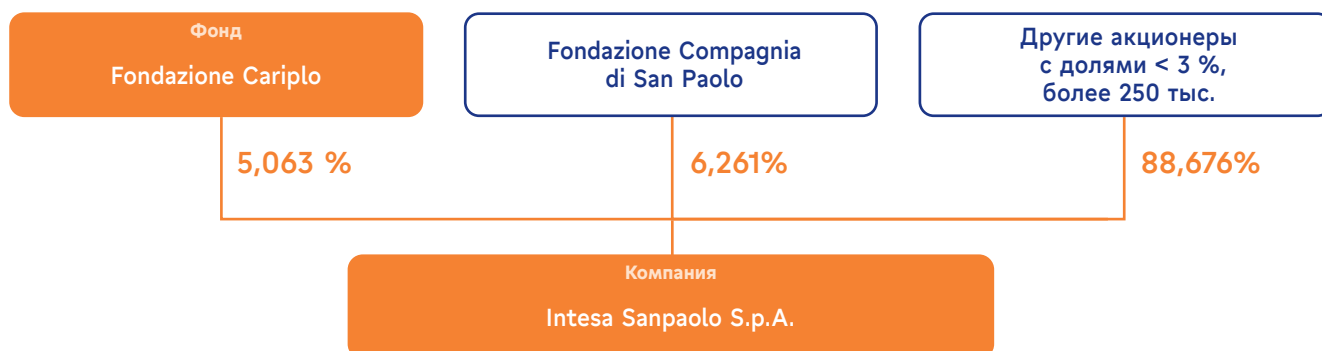 Фонд
Fondazione Cariplo
Fondazione Compagnia
di San Paolo
Другие акционеры
с долями < 3 %,
более 250 тыс.
5,063 %
6,261%
88,676%
Компания
Intesa Sanpaolo S.p.A.